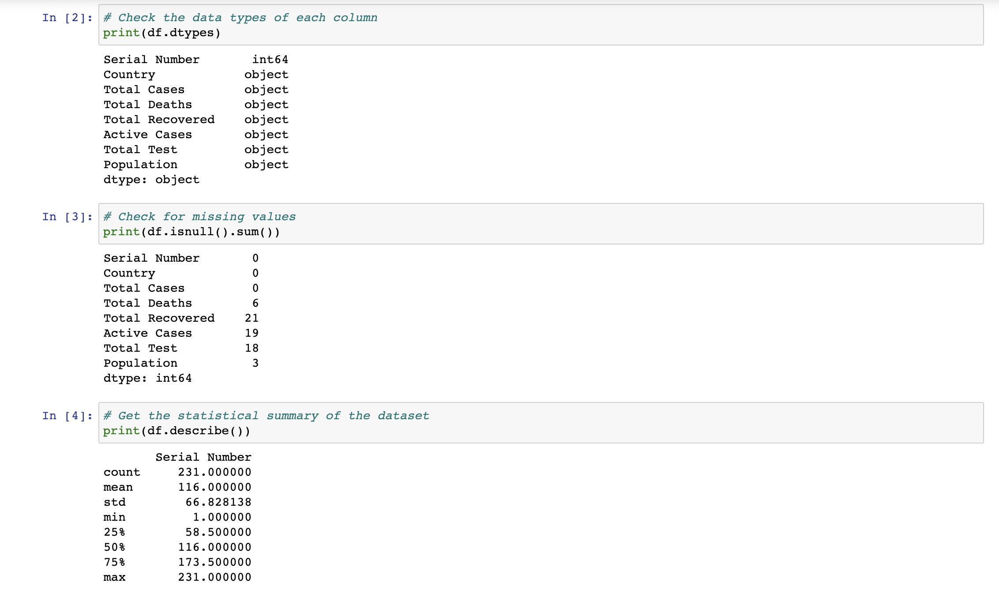 In [2]: # Check the data types of each column
print(df.dtypes)
Serial Number       int64
Country            object
Total Cases        object
Total Deaths       object
Total Recovered    object
Active Cases       object
Total Test         object
Population         object
dtype: object
In [3]: # Check for missing values
print(df.isnull().sum())
Serial Number       0
Country             0
Total Cases         0
Total Deaths        6
Total Recovered    21
Active Cases       19
Total Test         18
Population          3
dtype: int64
In [4]: # Get the statistical summary of the dataset
print(df.describe())
       Serial Number
count     231.000000
mean      116.000000
std        66.828138
min         1.000000
25%        58.500000
50%       116.000000
75%       173.500000
max       231.000000